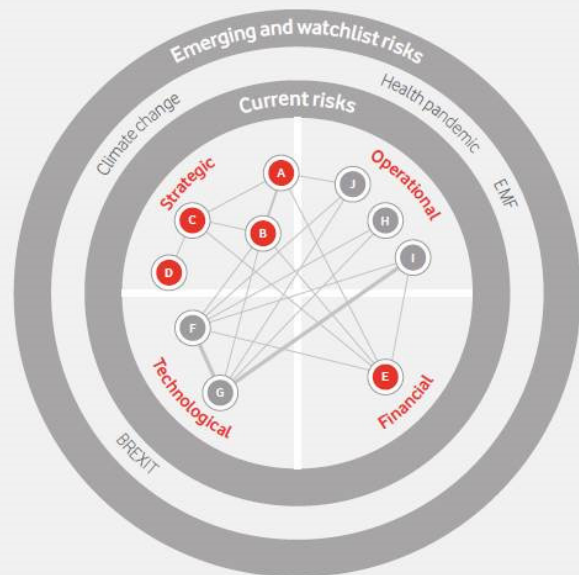 Emerging and watchlist risks
Climate change
Health pandemic
EMF
Current risks
Strategic
Operational
A
J
C
H
B
I
D
F
E
G
Technological
Financial
BREXIT